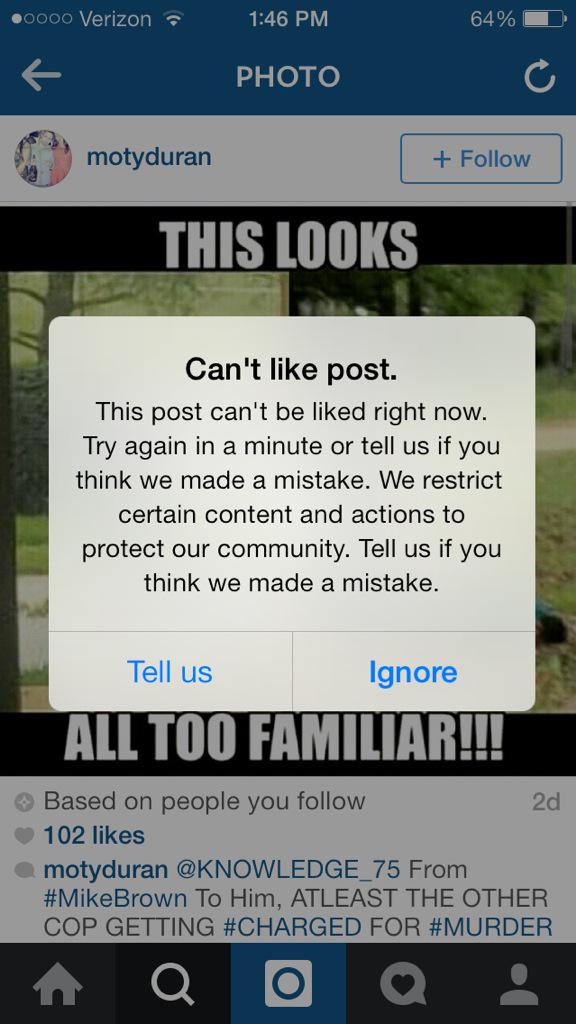 Verizon 1:46 PM 64%
PHOTO
motyduran
+ Follow
THIS LOOKS
Can't like post.
This post can't be liked right now.
Try again in a minute or tell us if you
think we made a mistake. We restrict
certain content and actions to
protect our community. Tell us if you
think we made a mistake.
Tell us Ignore
ALL TOO FAMILIAR!!!
Based on people you follow 2d
102 likes
motyduran @KNOWLEDGE_75 From
#MikeBrown To Him, ATLEAST THE OTHER
COP GETTING #CHARGED FOR #MURDER